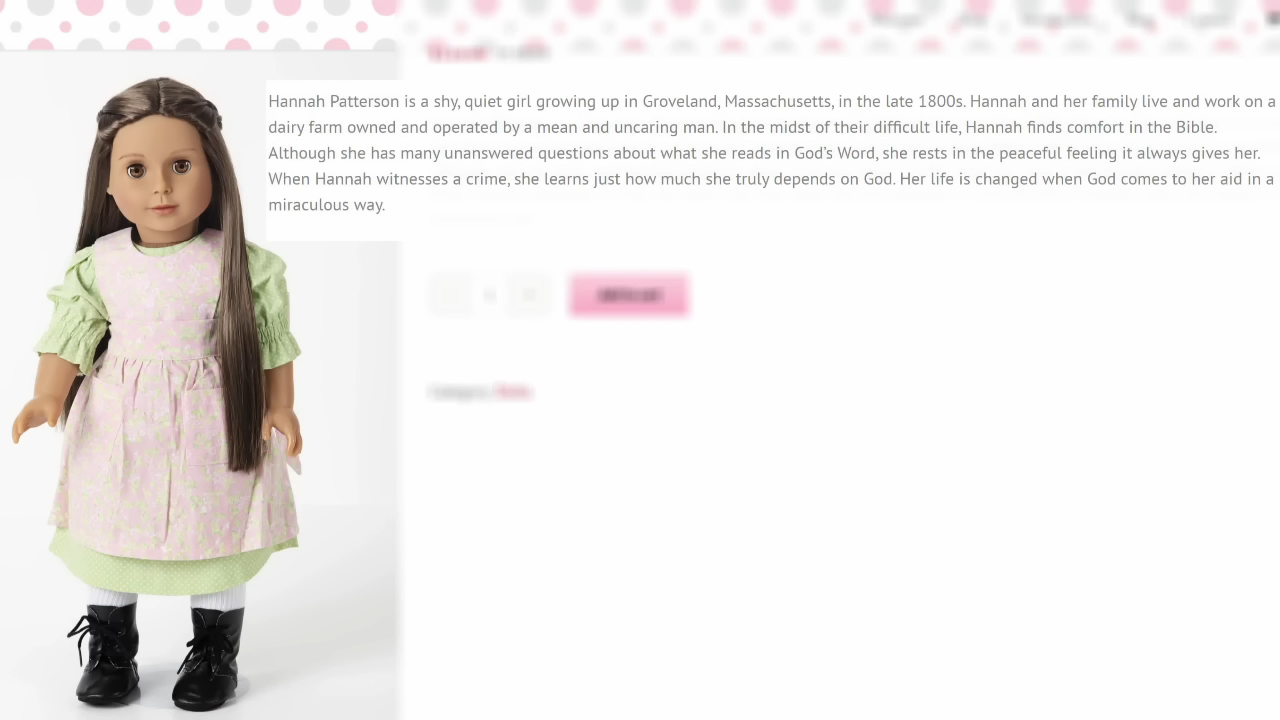 Hannah Patterson is a shy, quiet girl growing up in Groveland, Massachusetts, in the late 1800s. Hannah and her family live and work on a
dairy farm owned and operated by a mean and uncaring man. In the midst of their difficult life, Hannah finds comfort in the Bible.
Although she has many unanswered questions about what she reads in God’s Word, she rests in the peaceful feeling it always gives her.
When Hannah witnesses a crime, she learns just how much she truly depends on God. Her life is changed when God comes to her aid in a
miraculous way.